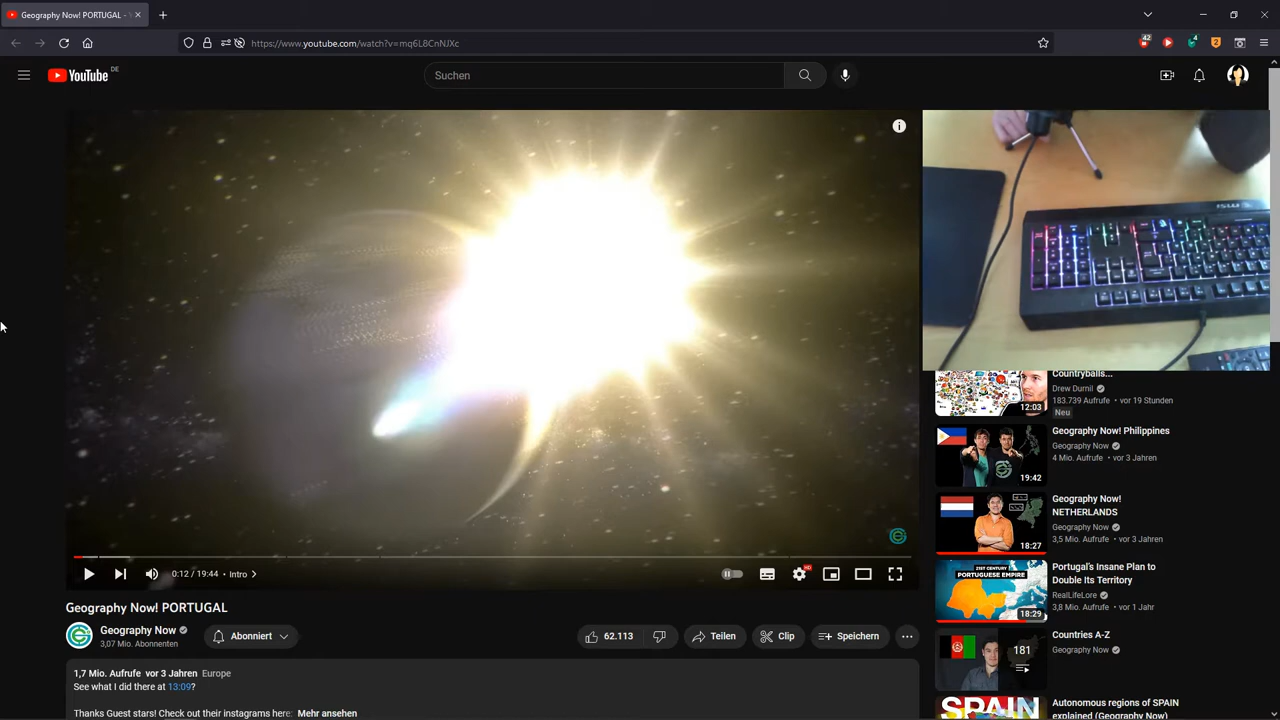 Geography Now! PORTUGAL -
https://www.youtube.com/watch?v=mq6L8CnNJXc
42
4
2
YouTube DE
Suchen
0:12 / 19:44 • Intro
HD
Geography Now! PORTUGAL
Geography Now
3,07 Mio. Abonnenten
Abonniert
62.113
Teilen
Clip
Speichern
1,7 Mio. Aufrufe vor 3 Jahren Europe
See what I did there at 13:09?
Thanks Guest stars! Check out their instagrams here: Mehr ansehen
Countryballs...
Drew Durnil
183.739 Aufrufe • vor 19 Stunden
Neu
12:03
Geography Now! Philippines
Geography Now
4 Mio. Aufrufe • vor 3 Jahren
19:42
Geography Now!
NETHERLANDS
Geography Now
3,5 Mio. Aufrufe • vor 3 Jahren
18:27
21ST CENTURY
PORTUGUESE EMPIRE
18:29
Portugal's Insane Plan to
Double Its Territory
RealLifeLore
3,8 Mio. Aufrufe • vor 1 Jahr
Countries A-Z
Geography Now
181
SPAIN
Autonomous regions of SPAIN
explained (Geography Now)